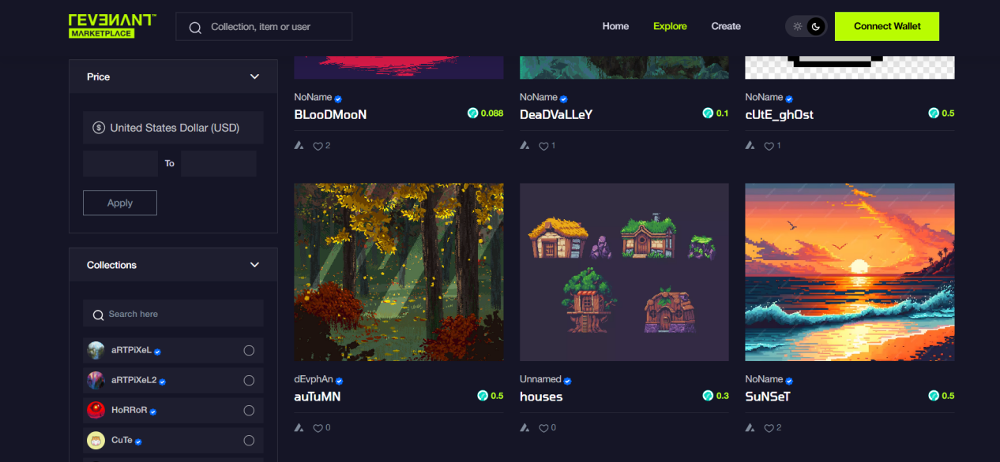 REVENANT™
MARKETPLACE
Collection, item or user
Home
Explore
Create
Connect Wallet
Price
United States Dollar (USD)
To
Apply
Collections
Search here
aRTPiXeL
aRTPiXeL2
HoRRoR
CuTe
NoName
BLooDMooN
0.088
2
NoName
DeaDVaLLeY
0.1
1
NoName
cUtE_ghOst
0.5
1
dEvphAn
auTuMN
0.5
0
Unnamed
houses
0.3
0
NoName
SuNSeT
0.5
2